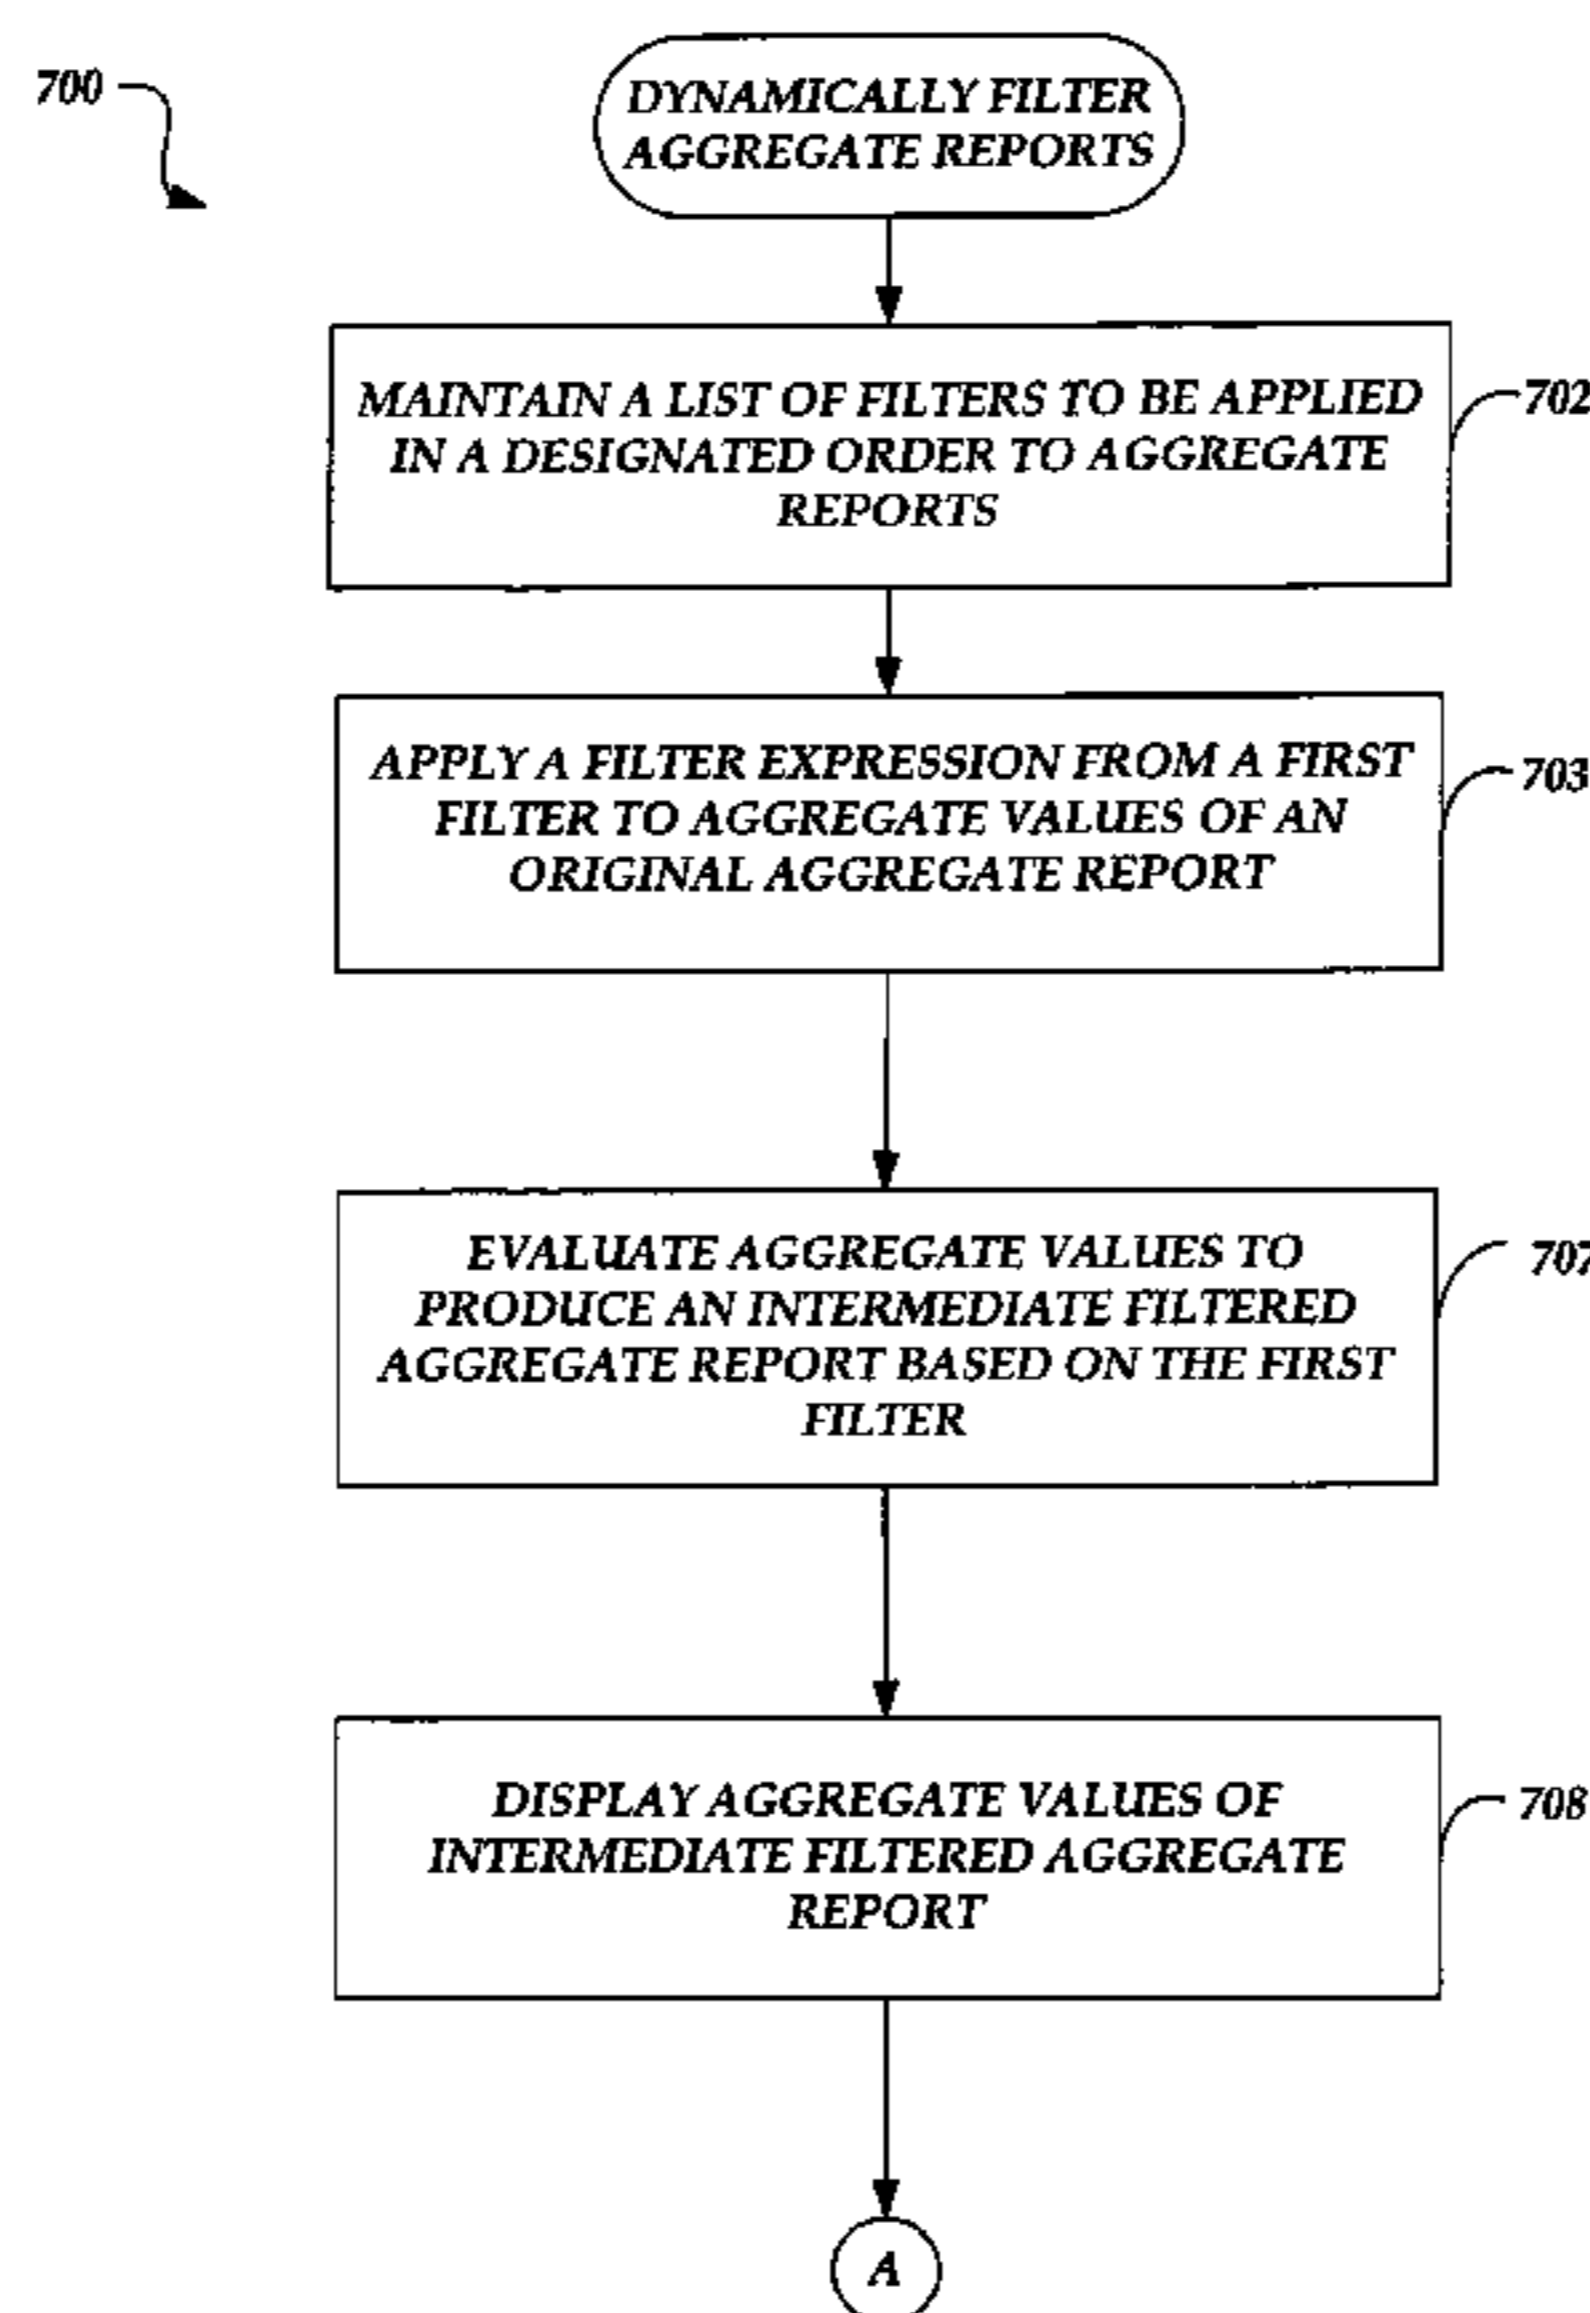 700
DYNAMICALLY FILTER
AGGREGATE REPORTS
MAINTAIN A LIST OF FILTERS TO BE APPLIED
IN A DESIGNATED ORDER TO AGGREGATE
REPORTS
702
APPLY A FILTER EXPRESSION FROM A FIRST
FILTER TO AGGREGATE VALUES OF AN
ORIGINAL AGGREGATE REPORT
703
EVALUATE AGGREGATE VALUES TO
PRODUCE AN INTERMEDIATE FILTERED
AGGREGATE REPORT BASED ON THE FIRST
FILTER
707
DISPLAY AGGREGATE VALUES OF
INTERMEDIATE FILTERED AGGREGATE
REPORT
708
A